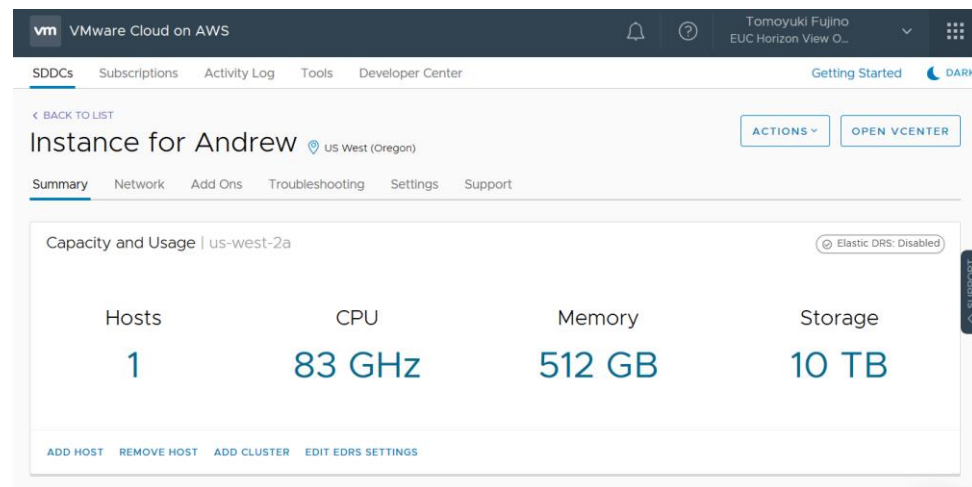 vm VMware Cloud on AWS
Tomoyuki Fujino
EUC Horizon View O...
SDDCs Subscriptions Activity Log Tools Developer Center Getting Started DARK
BACK TO LIST
Instance for Andrew US West (Oregon)
ACTIONS OPEN VCENTER
Summary Network Add Ons Troubleshooting Settings Support
Capacity and Usage | us-west-2a
Elastic DRS: Disabled
SUPPORT
Hosts CPU Memory Storage
1 83 GHz 512 GB 10 TB
ADD HOST REMOVE HOST ADD CLUSTER EDIT EDRS SETTINGS